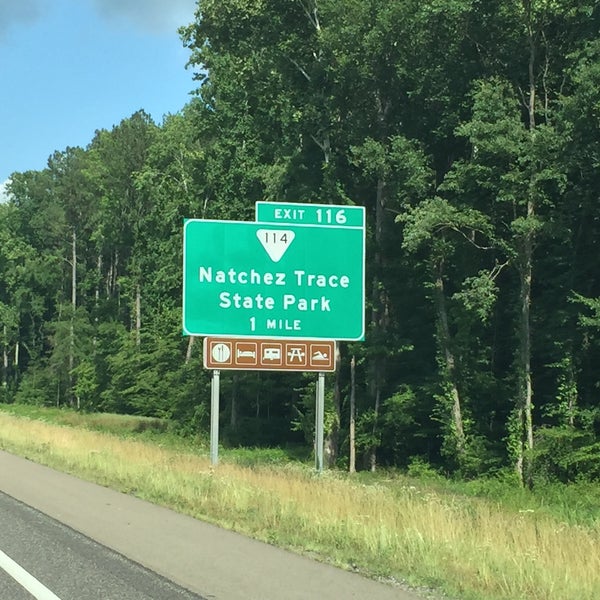 EXIT 116
114
Natchez Trace
State Park
1 MILE